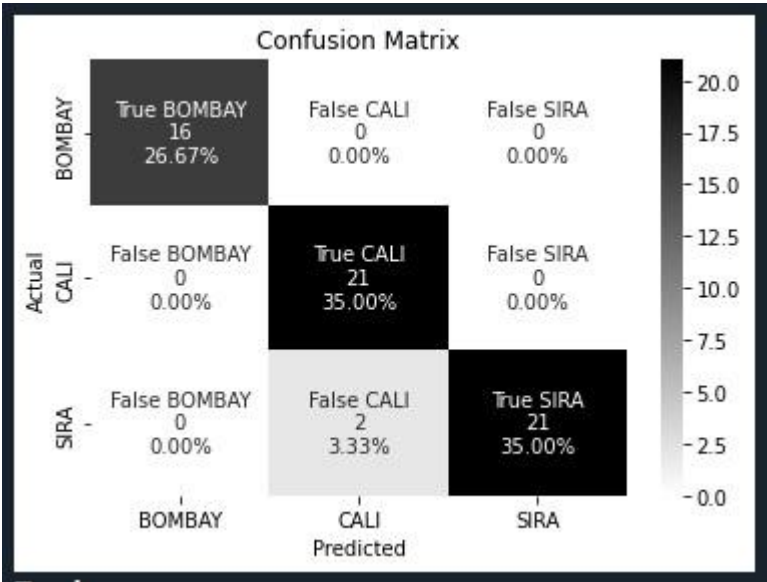 Confusion Matrix
BOMBAY
True BOMBAY
16
26.67%
False CALI
0
0.00%
False SIRA
0
0.00%
Actual
CALI
False BOMBAY
0
0.00%
True CALI
21
35.00%
False SIRA
0
0.00%
SIRA
False BOMBAY
0
0.00%
False CALI
2
3.33%
True SIRA
21
35.00%
BOMBAY
CALI
SIRA
Predicted
20.0
17.5
15.0
12.5
10.0
7.5
5.0
2.5
0.0